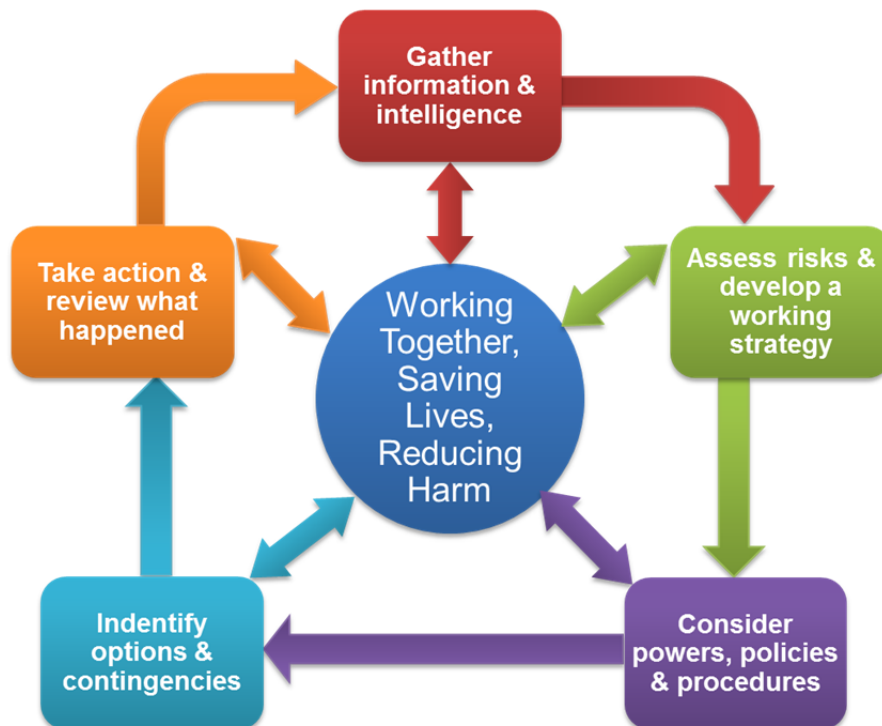 Gather
information &
intelligence
Take action &
review what
happened
Assess risks &
develop a
working
strategy
Working
Together,
Saving
Lives,
Reducing
Harm
Indentify
options &
contingencies
Consider
powers, policies
& procedures